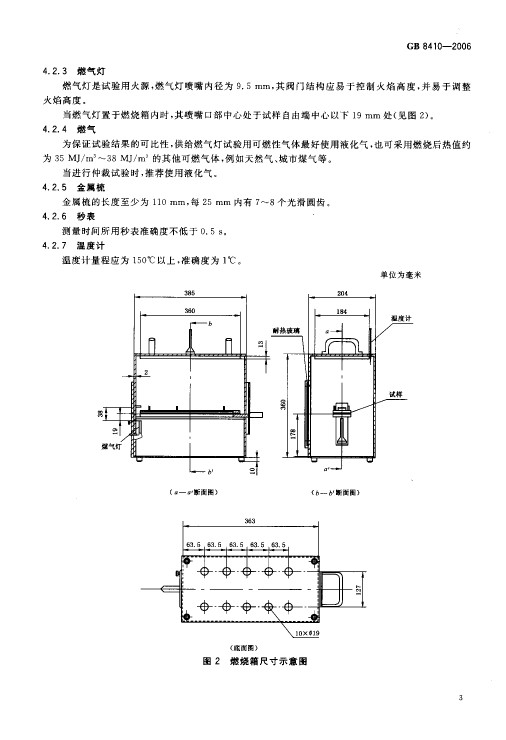 GB 8410—2006
4.2.3 燃气灯
燃气灯是试验用火源,燃气灯喷嘴内径为 9.5 mm,其阀门结构应易于控制火焰高度,并易于调整
火焰高度。
当燃气灯置于燃烧箱内时,其喷嘴口部中心处于试样自由端中心以下 19 mm 处(见图 2)。
4.2.4 燃气
为保证试验结果的可比性,供给燃气灯试验用可燃性气体最好使用液化气,也可采用燃烧后热值约
为 35 MJ/m³~38 MJ/m³ 的其他可燃气体,例如天然气、城市煤气等。
当进行仲裁试验时,推荐使用液化气。
4.2.5 金属梳
金属梳的长度至少为 110 mm,每 25 mm 内有 7~8 个光滑圆齿。
4.2.6 秒表
测量时间所用秒表准确度不低于 0.5 s。
4.2.7 温度计
温度计量程应为 150℃以上,准确度为 1℃。
单位为毫米
385
360
b
13
2
38
19
煤气灯
b¹
10
(a—a¹断面图)
204
184
耐热玻璃
a
温度计
试样
360
178
a¹
(b—b¹断面图)
363
63.5 63.5 63.5 63.5 63.5
127
10×φ19
(底面图)
图 2 燃烧箱尺寸示意图
3